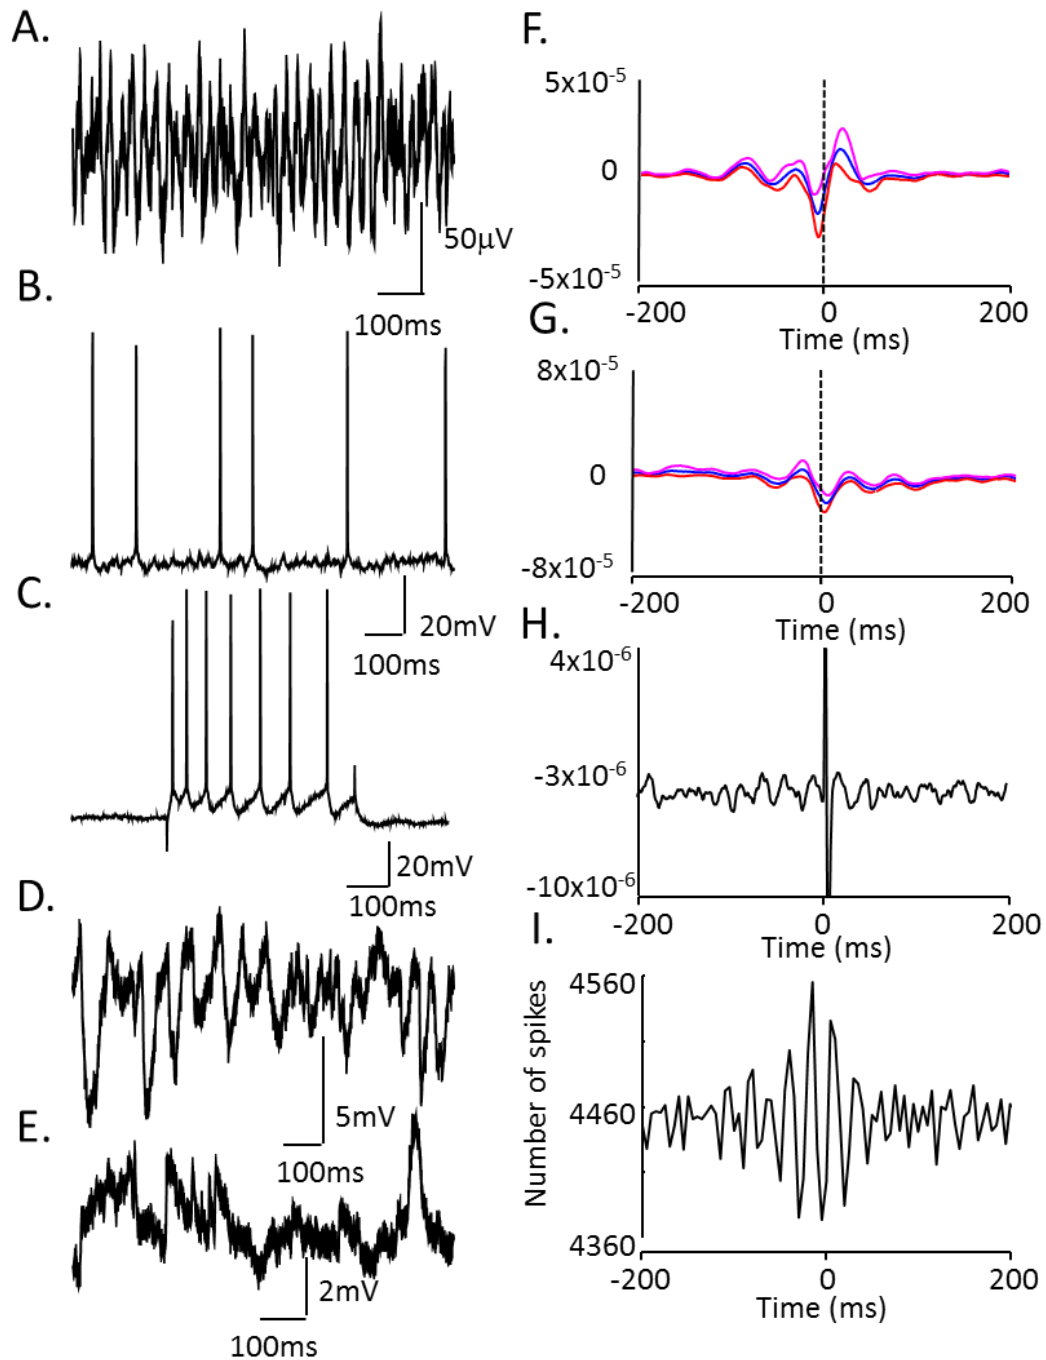 A.
50μV
100ms
B.
20mV
100ms
C.
20mV
100ms
D.
5mV
100ms
E.
2mV
100ms
F.
5x10-5
0
-5x10-5
-200 0 200
Time (ms)
G.
8x10-5
0
-8x10-5
-200 0 200
Time (ms)
H.
4x10-6
-3x10-6
-10x10-6
-200 0 200
Time (ms)
I.
Number of spikes
4560
4460
4360
-200 0 200
Time (ms)